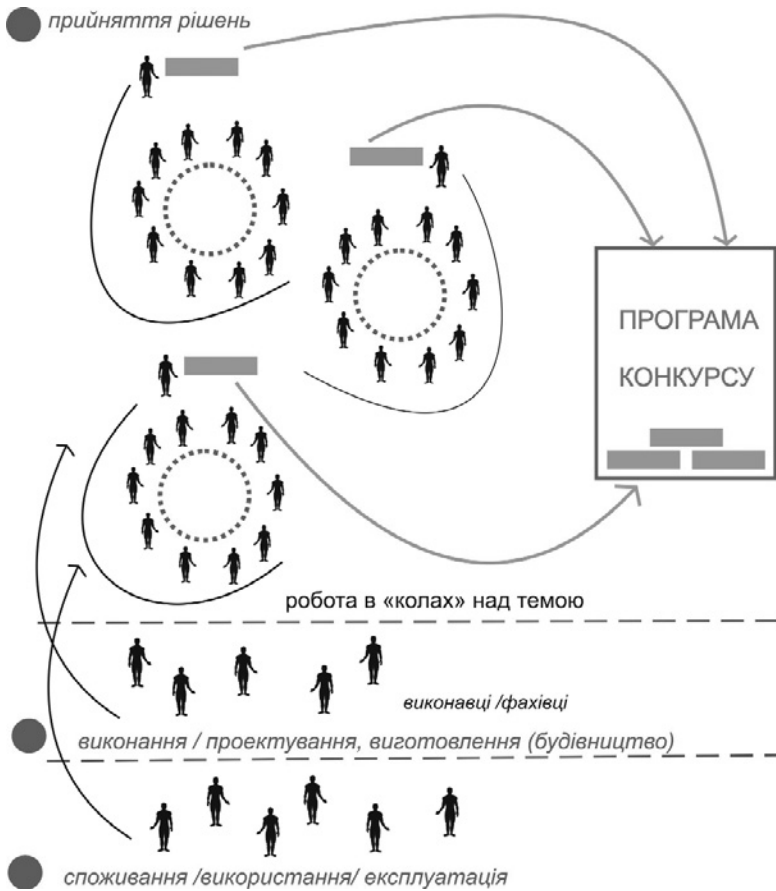 прийняття рішень
ПРОГРАМА
КОНКУРСУ
робота в «колах» над темою
виконавці /фахівці
виконання / проектування, виготовлення (будівництво)
споживання /використання/ експлуатація